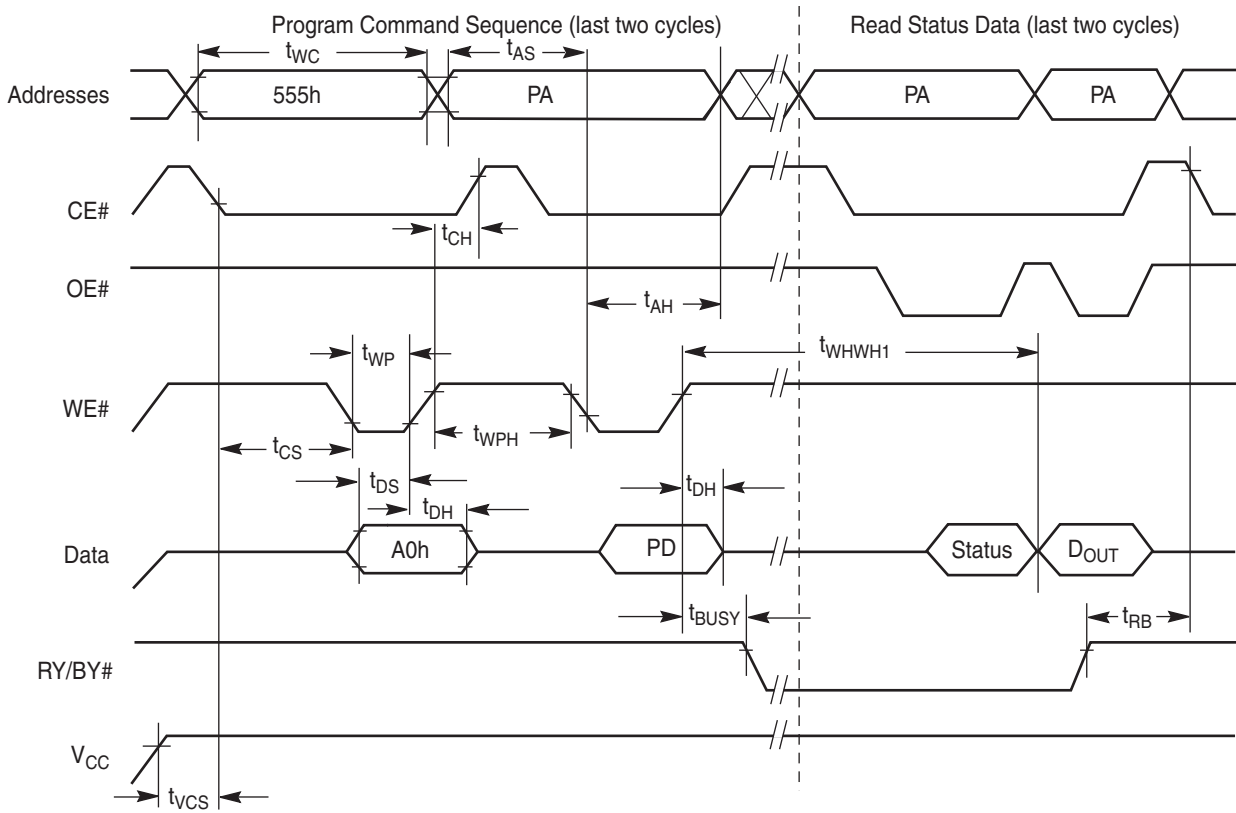 Program Command Sequence (last two cycles)
Read Status Data (last two cycles)
tWC
tAS
Addresses
555h
PA
PA
PA
CE#
tCH
OE#
tAH
tWP
tWHWH1
WE#
tCS
tWPH
tDS
tDH
tDH
Data
A0h
PD
Status
DOUT
tBUSY
tRB
RY/BY#
VCC
tVCS